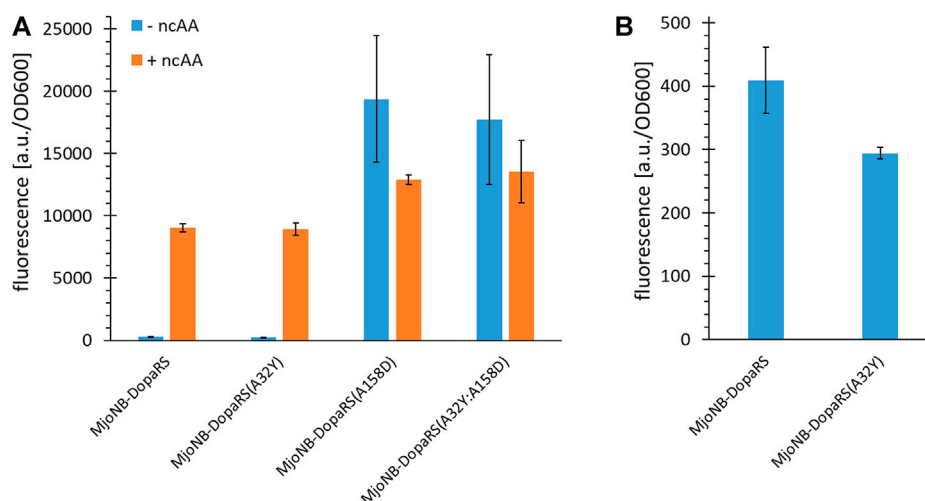 A
fluorescence [a.u./OD600]
25000
20000
15000
10000
5000
0
- ncAA
+ ncAA
MjoNB-DopaRS
MjoNB-DopaRS(A32Y)
MjoNB-DopaRS(A158D)
MjoNB-DopaRS(A32Y:A158D)
B
fluorescence [a.u./OD600]
500
400
300
200
100
0
MjoNB-DopaRS
MjoNB-DopaRS(A32Y)